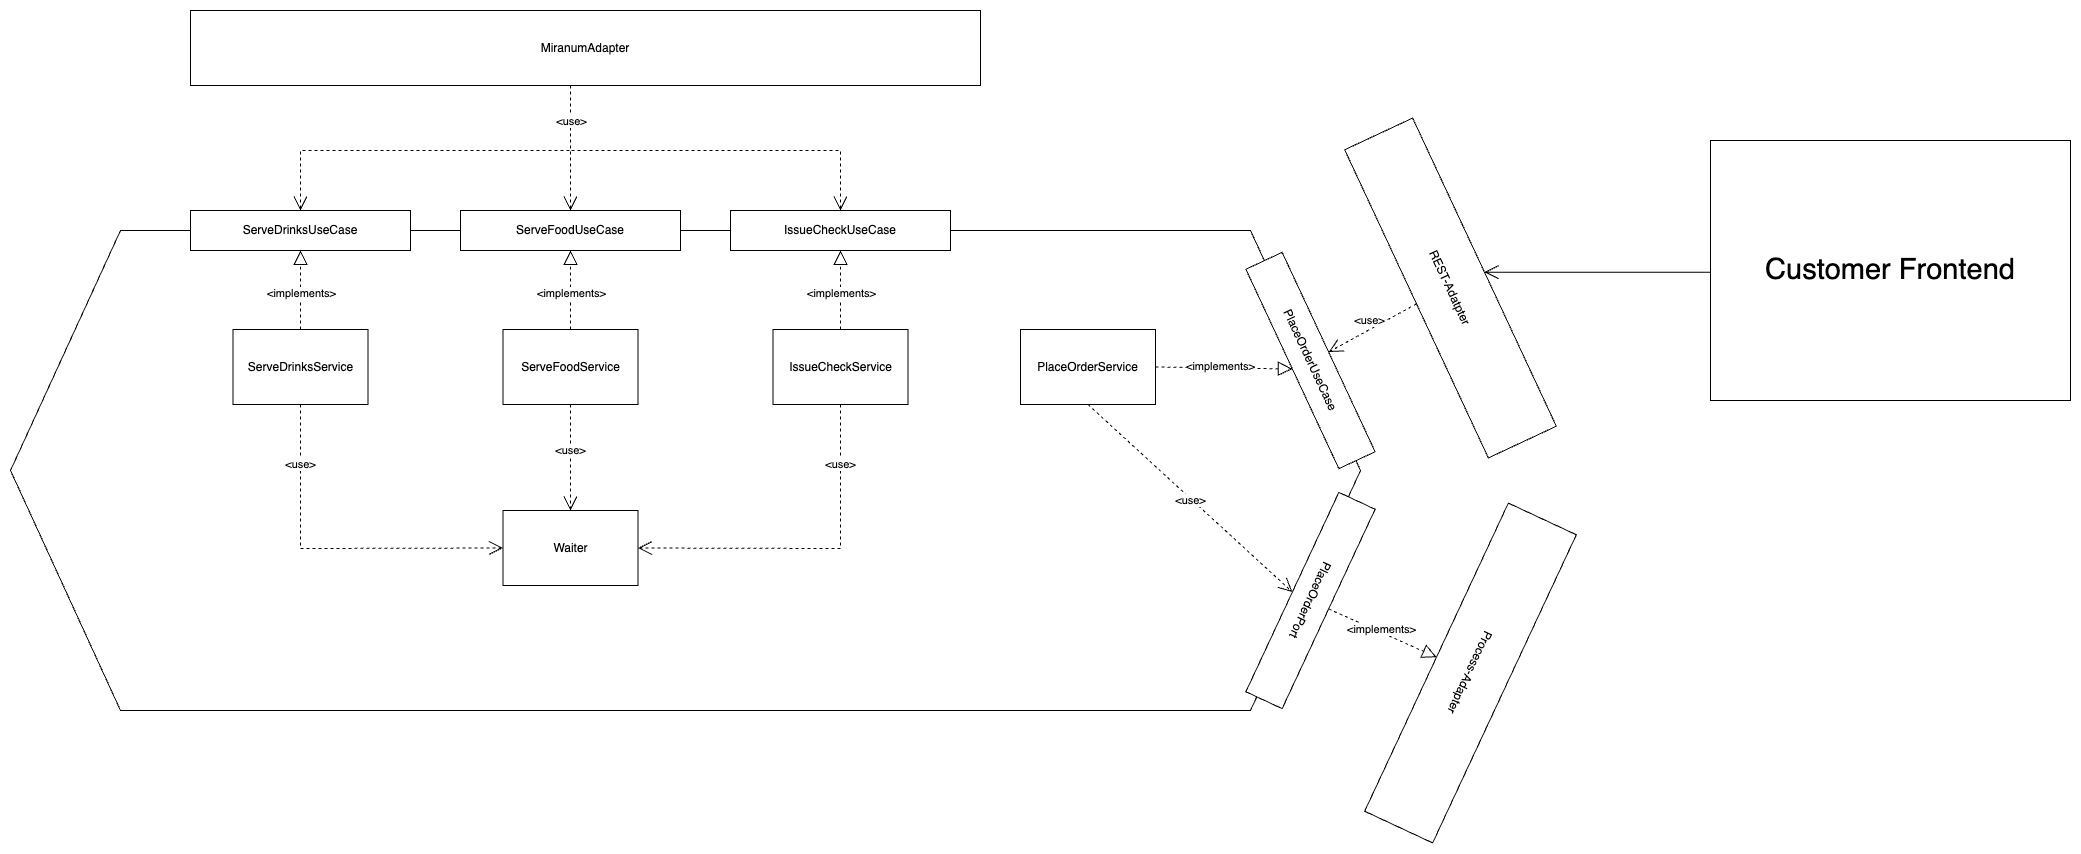 MiranumAdapter
<use>
ServeDrinksUseCase
ServeFoodUseCase
IssueCheckUseCase
<implements>
<implements>
<implements>
ServeDrinksService
ServeFoodService
IssueCheckService
<use>
<use>
<use>
Waiter
PlaceOrderService
<implements>
PlaceOrderUseCase
<use>
REST-Adatpter
Customer Frontend
<use>
PlaceOrderPort
<implements>
Process-Adapter